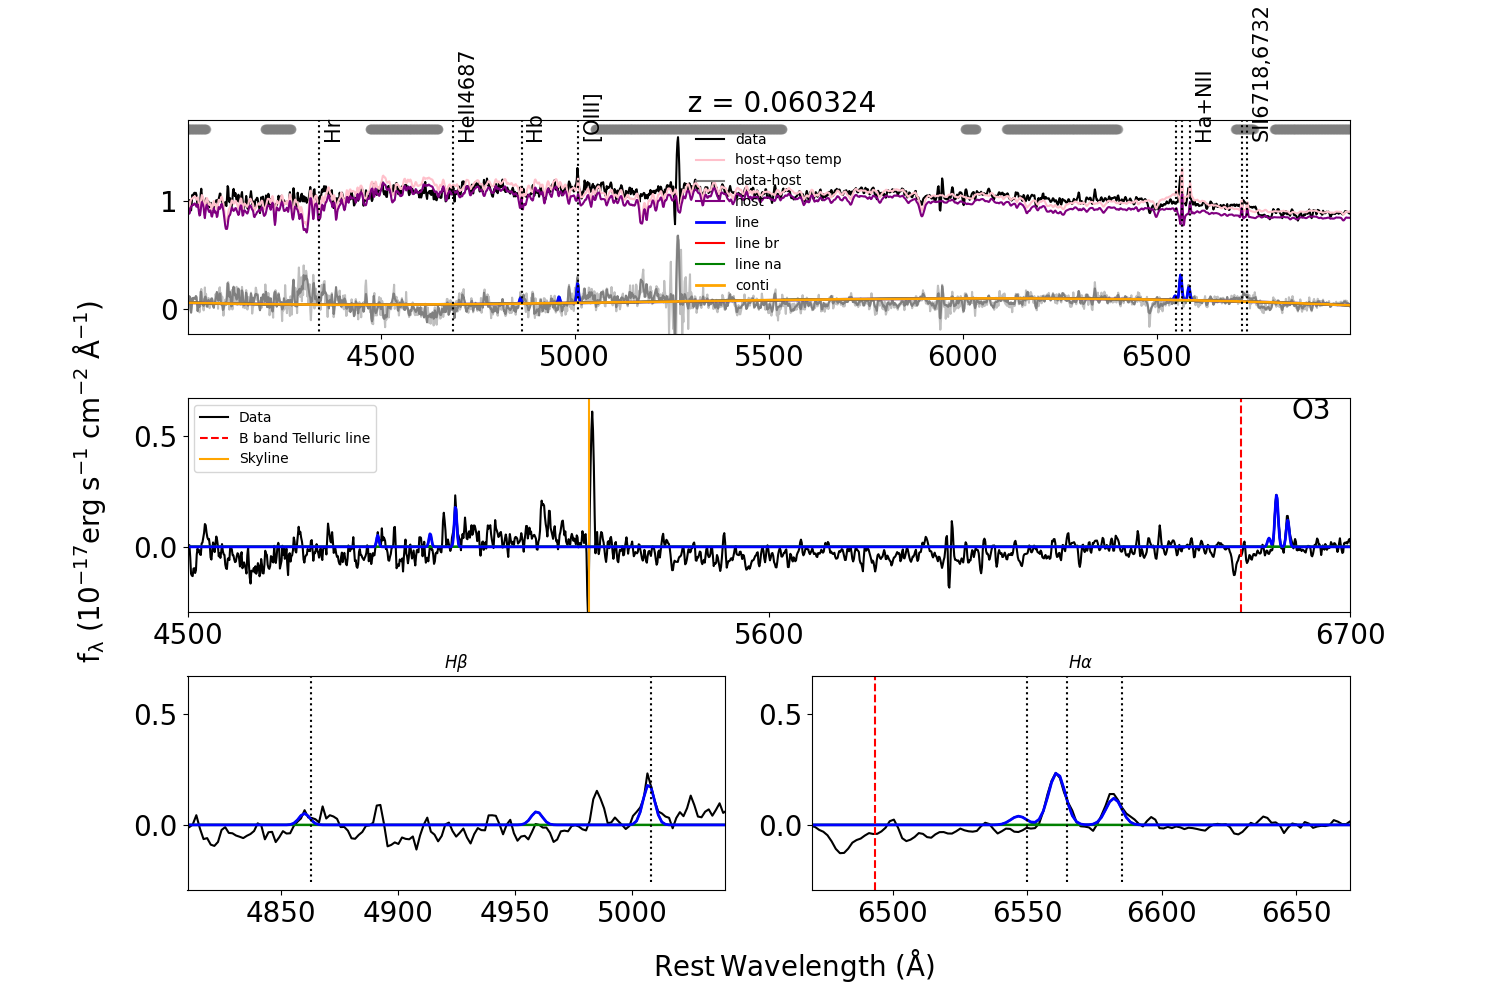 z = 0.060324
Hr
HeII4687
Hb
[OIII]
Ha+NII
SII6718,6732
data
host+qso temp
data-host
host
line
line br
line na
conti
1
0
4500 5000 5500 6000 6500
fλ (10−17erg s−1 cm−2 Å−1)
O3
Data
B band Telluric line
Skyline
0.5
0.0
4500 5600 6700
Hβ
0.5
0.0
4850 4900 4950 5000
Hα
0.5
0.0
6500 6550 6600 6650
Rest Wavelength (Å)